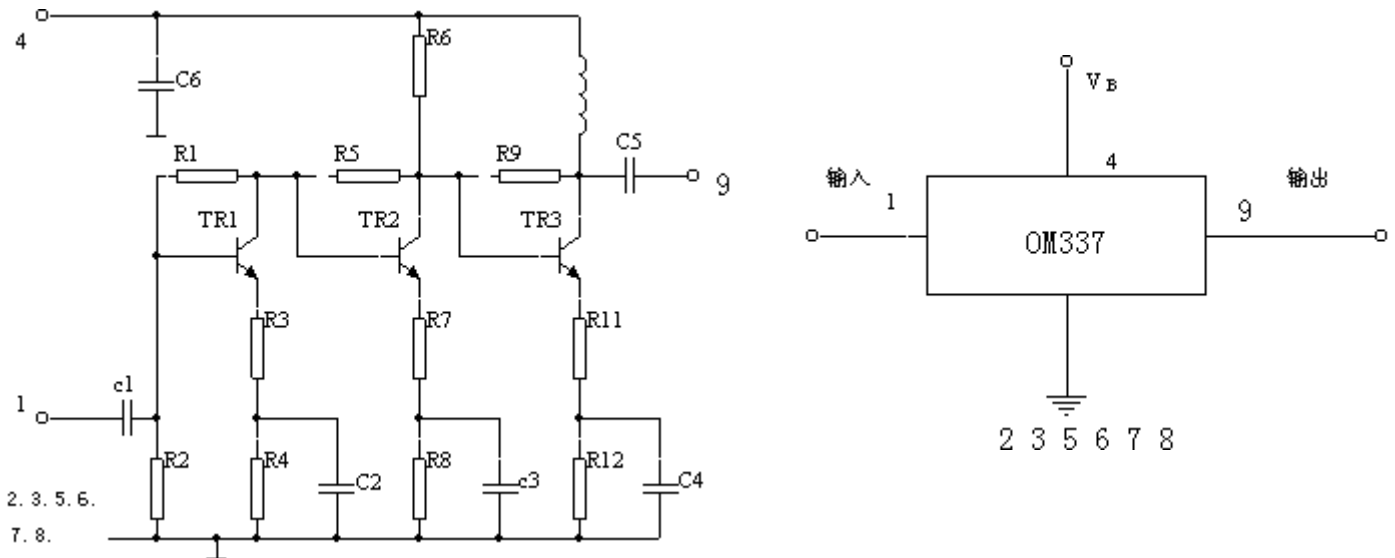 4
R6
C6
R1
R5
R9
C5
9
TR1
TR2
TR3
R3
R7
R11
c1
1
R2
R4
C2
R8
c3
R12
C4
2.3.5.6.
7.8.
VB
4
输入
1
OM337
9
输出
2 3 5 6 7 8